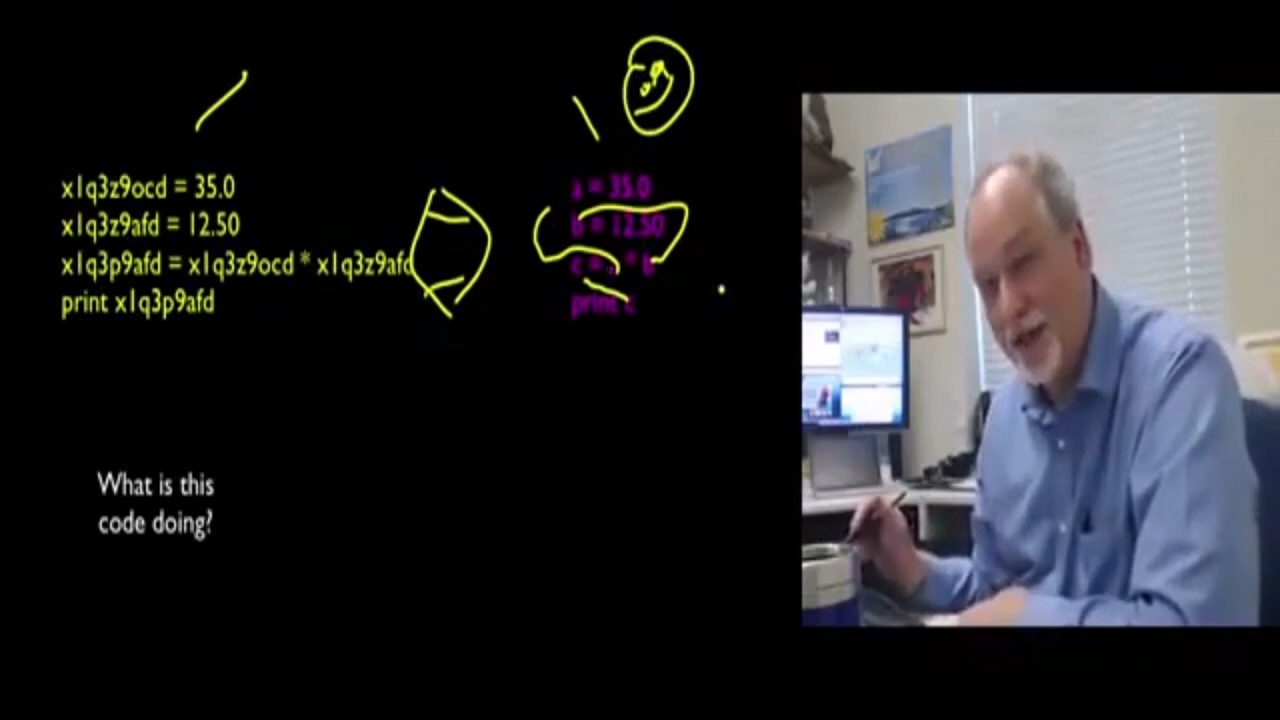 x1q3z9ocd = 35.0
x1q3z9afd = 12.50
x1q3p9afd = x1q3z9ocd * x1q3z9afd
print x1q3p9afd
a = 35.0
b = 12.50
c = a * b
print c
What is this
code doing?